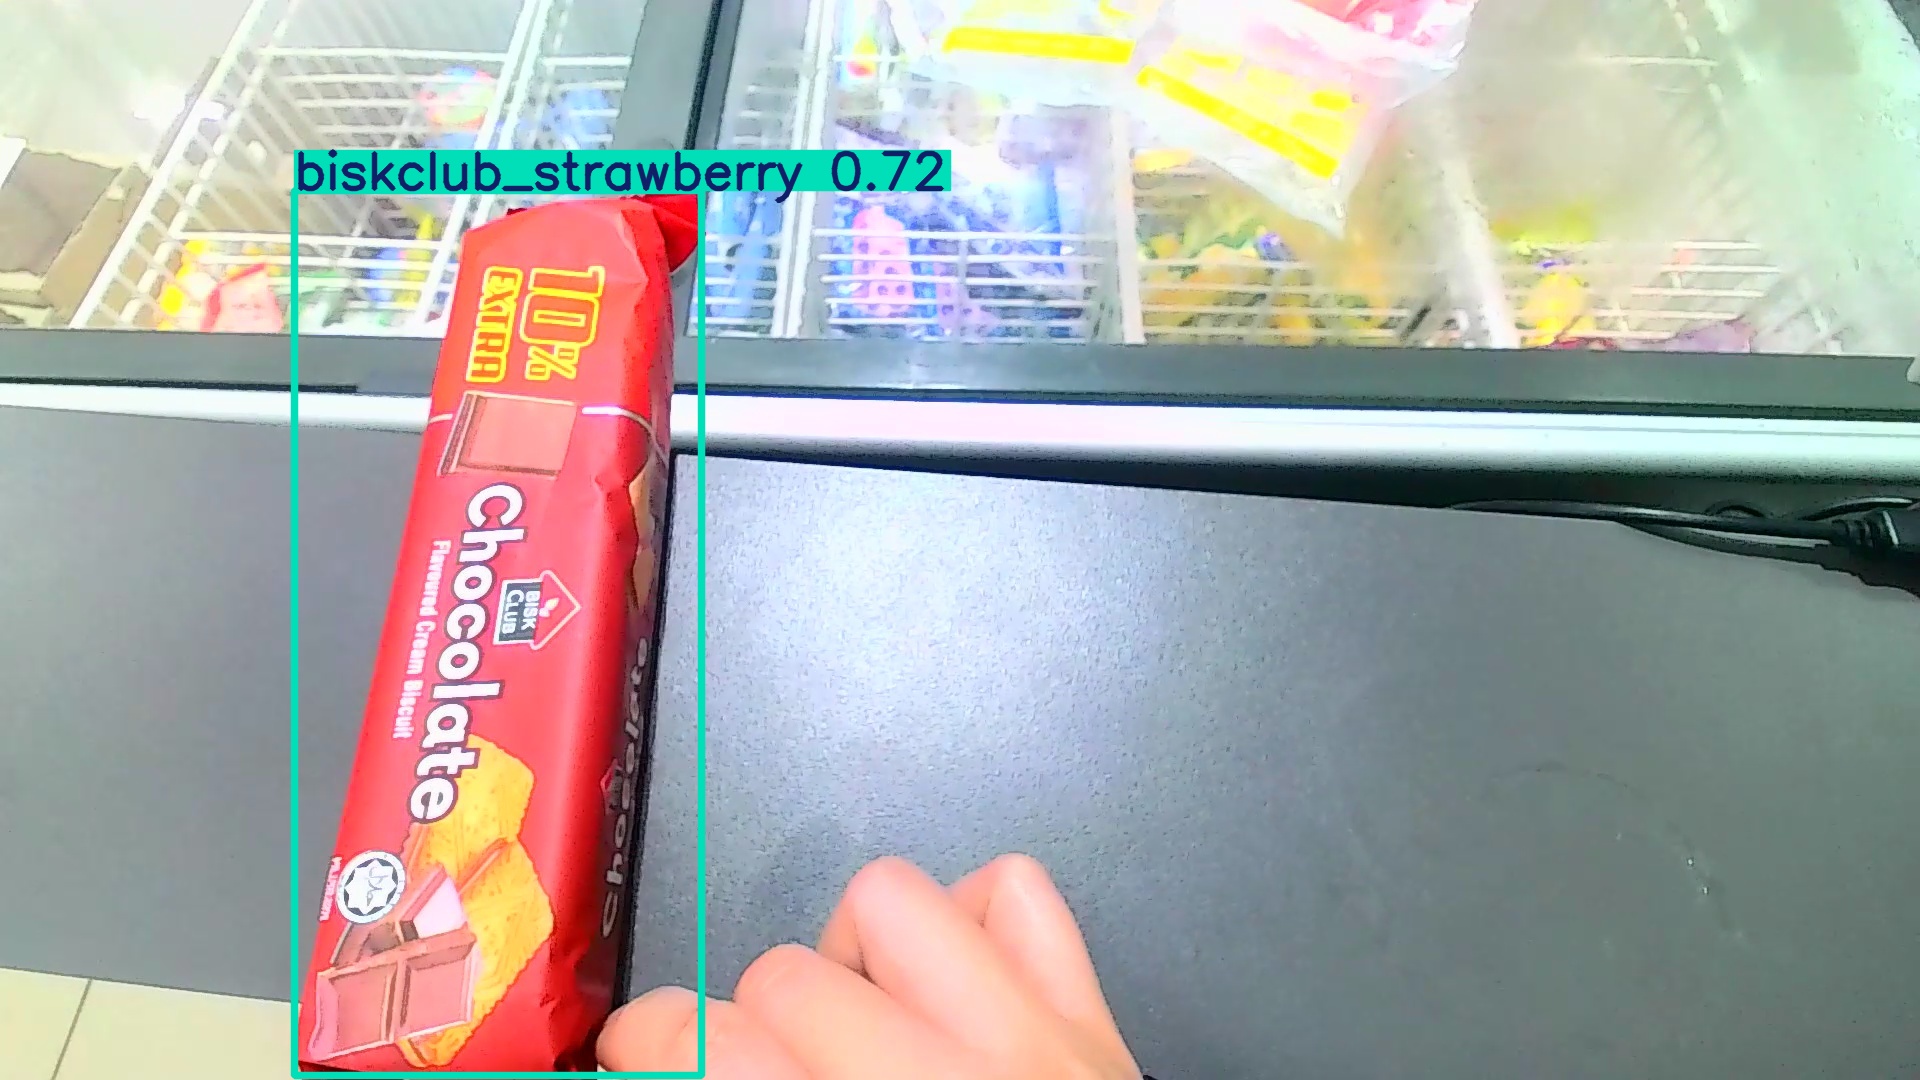 biskclub_strawberry 0.72
10%
EXTRA
BISK
CLUB
Chocolate
Flavoured Cream Biscuit
Chocolate